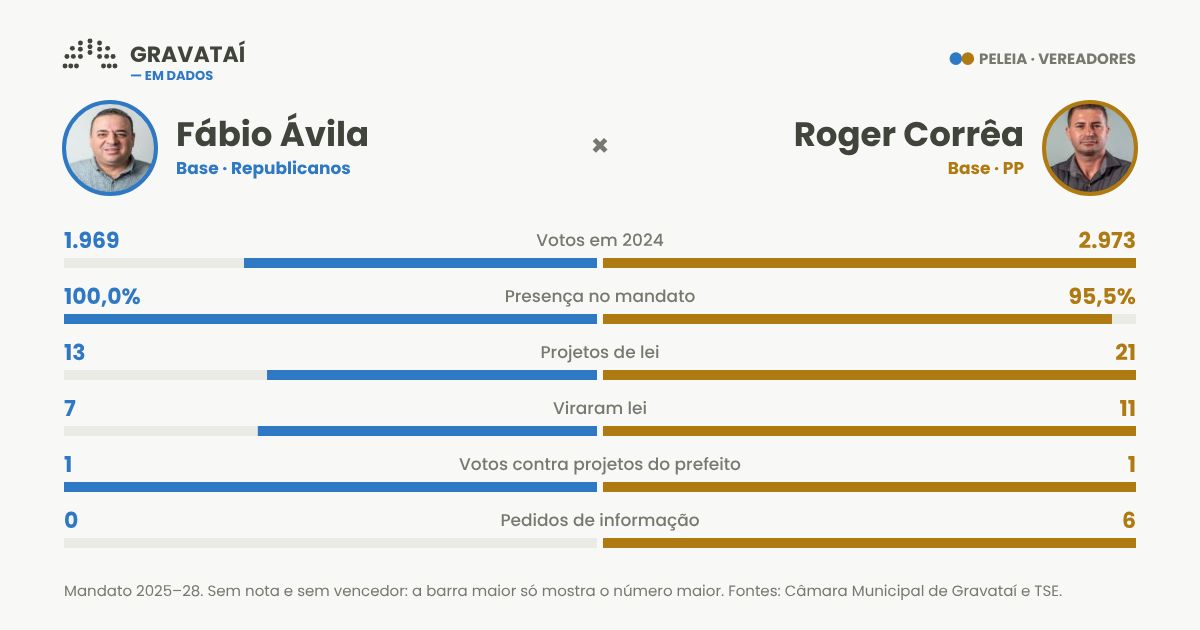 GRAVATAÍ
— EM DADOS
PELEIA · VEREADORES
Fábio Ávila
Base · Republicanos
×
Roger Corrêa
Base · PP
1.969 Votos em 2024 2.973
100,0% Presença no mandato 95,5%
13 Projetos de lei 21
7 Viraram lei 11
1 Votos contra projetos do prefeito 1
0 Pedidos de informação 6
Mandato 2025–28. Sem nota e sem vencedor: a barra maior só mostra o número maior. Fontes: Câmara Municipal de Gravataí e TSE.